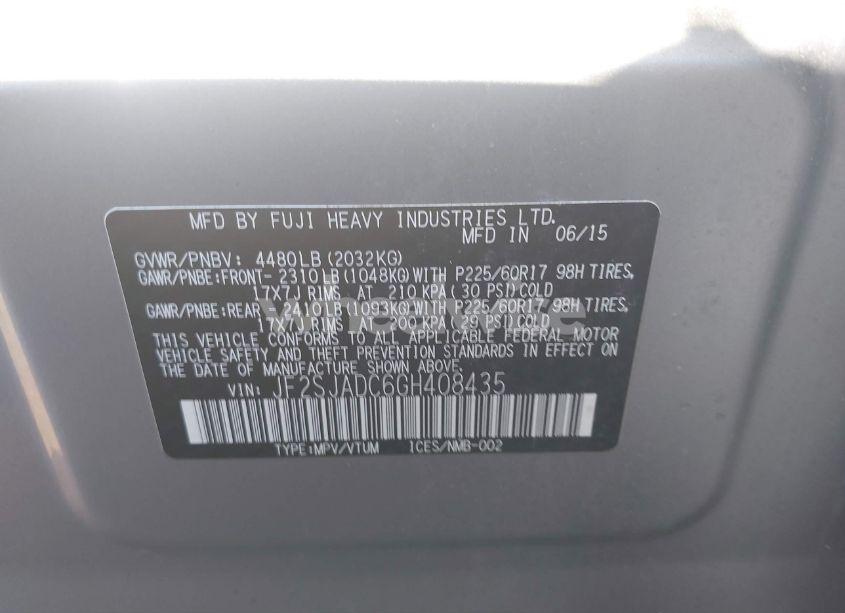 MFD BY FUJI HEAVY INDUSTRIES LTD.
MFD IN 06/15
GVWR/PNBV: 4480LB (2032KG)
GAWR/PNBE:FRONT- 2310LB (1048KG) WITH P225/60R17 98H TIRES,
17X7J RIMS AT 210 KPA ( 30 PSI) COLD
GAWR/PNBE:REAR - 2410LB (1093KG) WITH P225/60R17 98H TIRES,
17X7J RIMS AT 200 KPA ( 29 PSI) COLD
THIS VEHICLE CONFORMS TO ALL APPLICABLE FEDERAL MOTOR
VEHICLE SAFETY AND THEFT PREVENTION STANDARDS IN EFFECT ON
THE DATE OF MANUFACTURE SHOWN ABOVE.
VIN: JF2SJADC6GH408435
TYPE:MPV/VTUM ICES/NMB-002